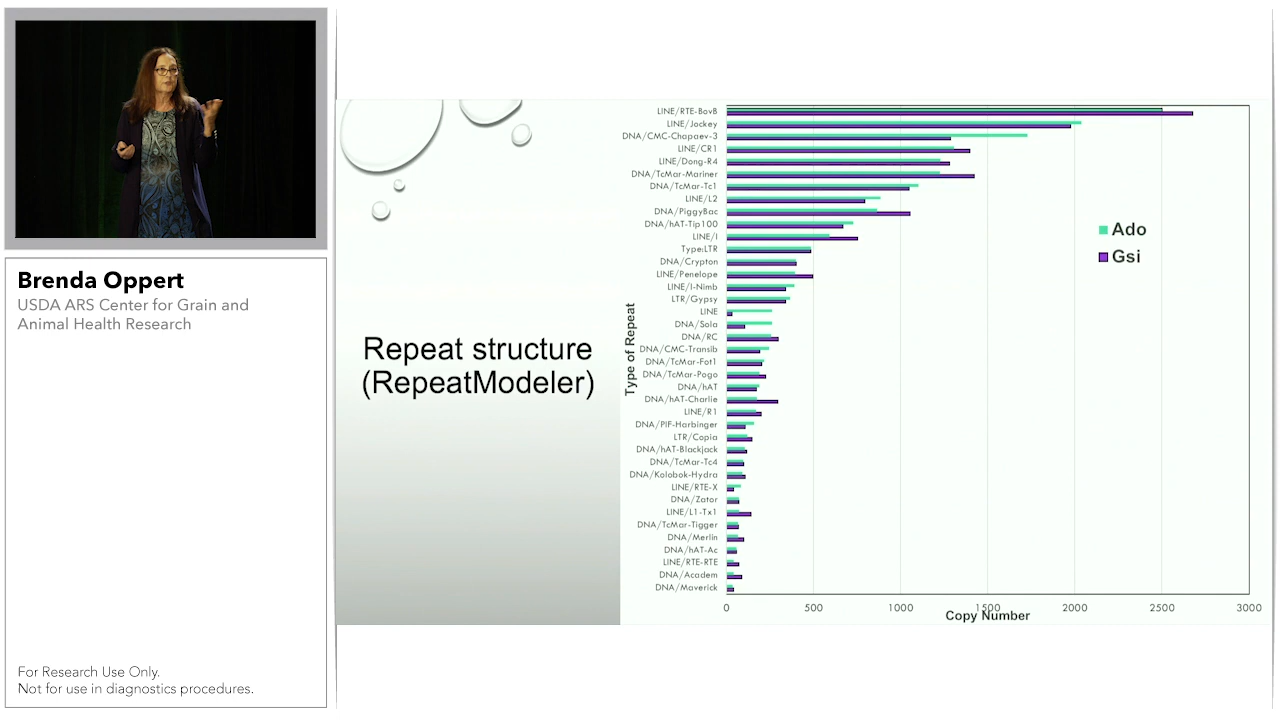 Brenda Oppert
USDA ARS Center for Grain and
Animal Health Research
For Research Use Only.
Not for use in diagnostics procedures.
Repeat structure
(RepeatModeler)
Type of Repeat
LINE/RTE-BovB
LINE/Jockey
DNA/CMC-Chapaev-3
LINE/CR1
LINE/Dong-R4
DNA/TcMar-Mariner
DNA/TcMar-Tc1
LINE/L2
DNA/PiggyBac
DNA/hAT-Tip100
LINE/I
Type:LTR
DNA/Crypton
LINE/Penelope
LINE/I-Nimb
LTR/Gypsy
LINE
DNA/Sola
DNA/RC
DNA/CMC-Transib
DNA/TcMar-Fot1
DNA/TcMar-Pogo
DNA/hAT
DNA/hAT-Charlie
LINE/R1
DNA/PIF-Harbinger
LTR/Copia
DNA/hAT-Blackjack
DNA/TcMar-Tc4
DNA/Kolobok-Hydra
LINE/RTE-X
DNA/Zator
LINE/L1-Tx1
DNA/TcMar-Tigger
DNA/Merlin
DNA/hAT-Ac
LINE/RTE-RTE
DNA/Academ
DNA/Maverick
Ado
Gsi
0 500 1000 1500 2000 2500 3000
Copy Number